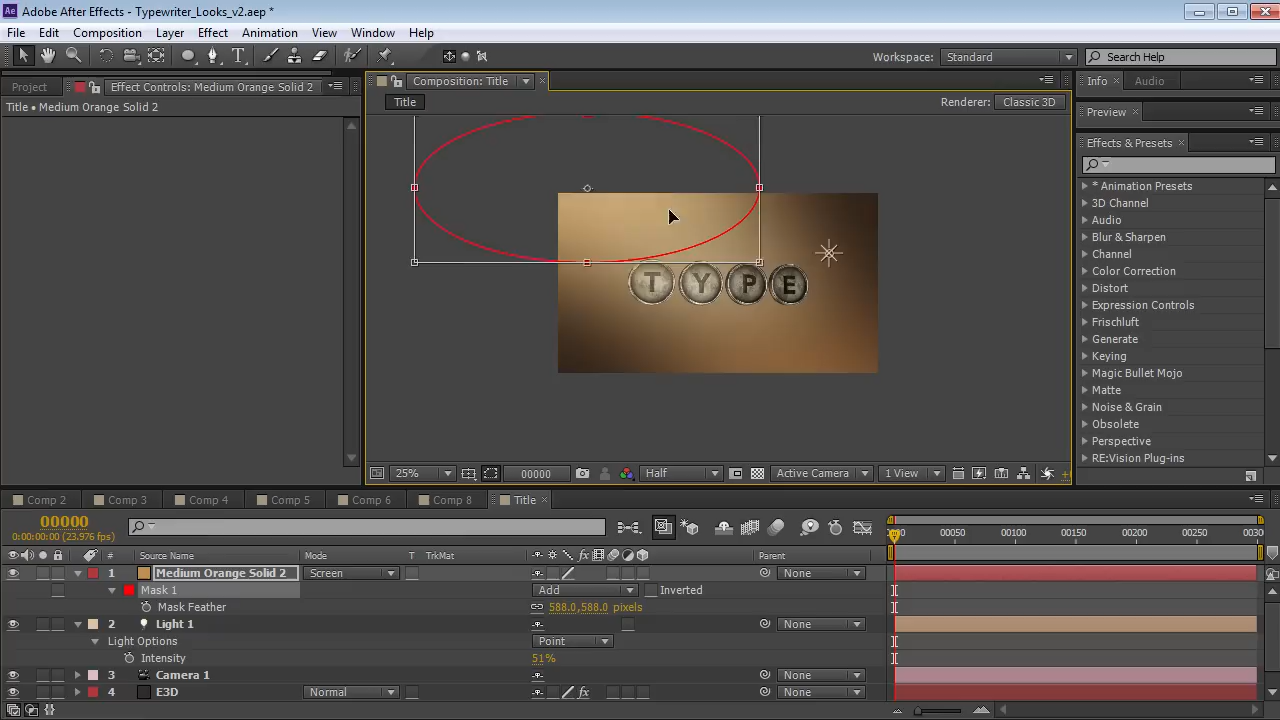 Adobe After Effects - Typewriter_Looks_v2.aep *
File Edit Composition Layer Effect Animation View Window Help
Workspace: Standard Search Help
Project Effect Controls: Medium Orange Solid 2
Title • Medium Orange Solid 2
Composition: Title
Title Renderer: Classic 3D
T Y P E
25% 00000 Half Active Camera 1 View
Info Audio
Preview
Effects & Presets
* Animation Presets
3D Channel
Audio
Blur & Sharpen
Channel
Color Correction
Distort
Expression Controls
Frischluft
Generate
Keying
Magic Bullet Mojo
Matte
Noise & Grain
Obsolete
Perspective
RE:Vision Plug-ins
Comp 2 Comp 3 Comp 4 Comp 5 Comp 6 Comp 8 Title
00000
0:00:00:00 (23.976 fps)
00050 00100 00150 00200 00250
# Source Name Mode T TrkMat Parent
1 Medium Orange Solid 2 Screen None
Mask 1 Add Inverted
Mask Feather 588.0,588.0 pixels
2 Light 1 None
Light Options Point
Intensity 51%
3 Camera 1 None
4 E3D Normal None